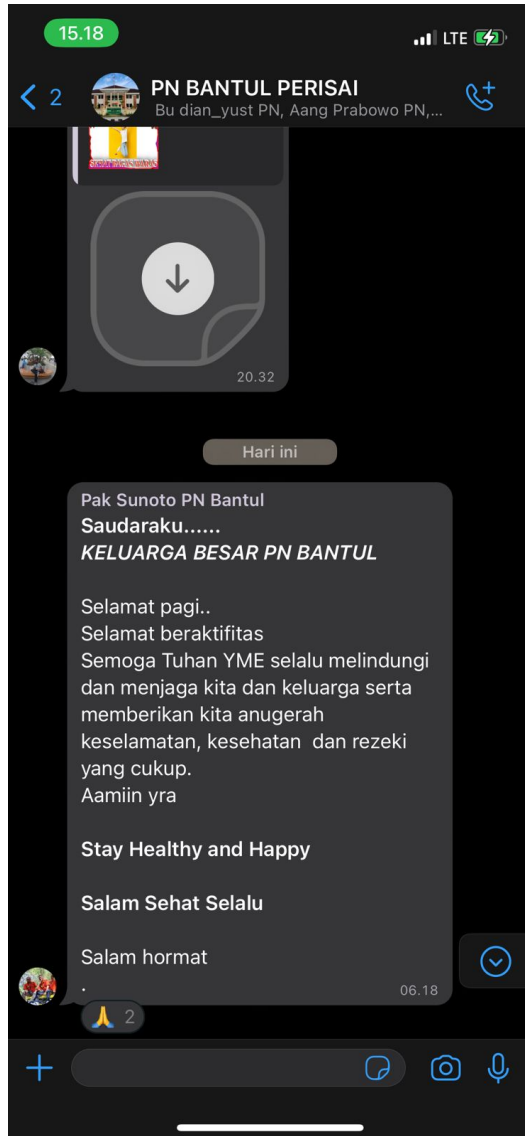 15.18
LTE
2
PN BANTUL PERISAI
Bu dian_yust PN, Aang Prabowo PN,...
20.32
Hari ini
Pak Sunoto PN Bantul
Saudaraku......
KELUARGA BESAR PN BANTUL
Selamat pagi..
Selamat beraktifitas
Semoga Tuhan YME selalu melindungi
dan menjaga kita dan keluarga serta
memberikan kita anugerah
keselamatan, kesehatan  dan rezeki
yang cukup.
Aamiin yra
Stay Healthy and Happy
Salam Sehat Selalu
Salam hormat
.
06.18
🙏 2